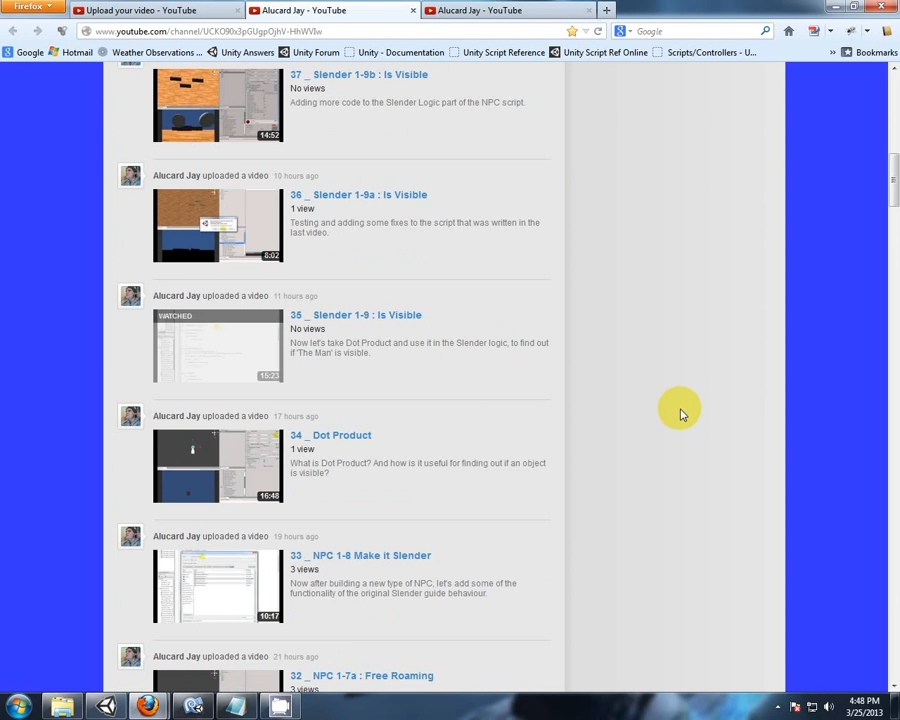 Firefox
Upload your video - YouTube
Alucard Jay - YouTube
Alucard Jay - YouTube
www.youtube.com/channel/UCKO90x3pGUgpOjhV-HhWVIw
Google
Google
Hotmail
Weather Observations ...
Unity Answers
Unity Forum
Unity - Documentation
Unity Script Reference
Unity Script Ref Online
Scripts/Controllers - U...
Bookmarks
37 _ Slender 1-9b : Is Visible
No views
Adding more code to the Slender Logic part of the NPC script.
14:52
Alucard Jay uploaded a video 10 hours ago
36 _ Slender 1-9a : Is Visible
1 view
Testing and adding some fixes to the script that was written in the
last video.
8:02
Alucard Jay uploaded a video 11 hours ago
WATCHED
35 _ Slender 1-9 : Is Visible
No views
Now let's take Dot Product and use it in the Slender logic, to find out
if 'The Man' is visible.
15:23
Alucard Jay uploaded a video 17 hours ago
34 _ Dot Product
1 view
What is Dot Product? And how is it useful for finding out if an object
is visible?
16:48
Alucard Jay uploaded a video 19 hours ago
33 _ NPC 1-8 Make it Slender
3 views
Now after building a new type of NPC, let's add some of the
functionality of the original Slender guide behaviour.
10:17
Alucard Jay uploaded a video 21 hours ago
32 _ NPC 1-7a : Free Roaming
3 views
4:48 PM
3/25/2013